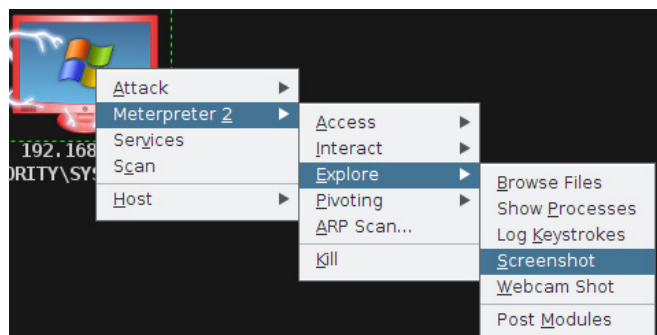 192.168
ORITY\SYS
Attack
Meterpreter 2
Services
Scan
Host
Access
Interact
Explore
Pivoting
ARP Scan...
Kill
Browse Files
Show Processes
Log Keystrokes
Screenshot
Webcam Shot
Post Modules